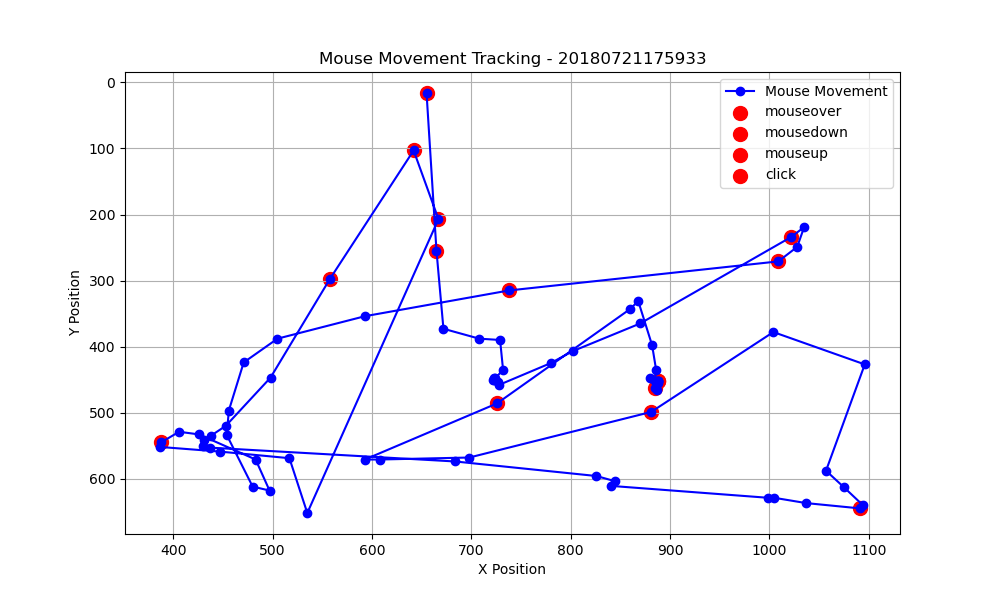 Mouse Movement Tracking - 20180721175933
Mouse Movement
mouseover
mousedown
mouseup
click
0
100
200
300
400
500
600
Y Position
400 500 600 700 800 900 1000 1100
X Position